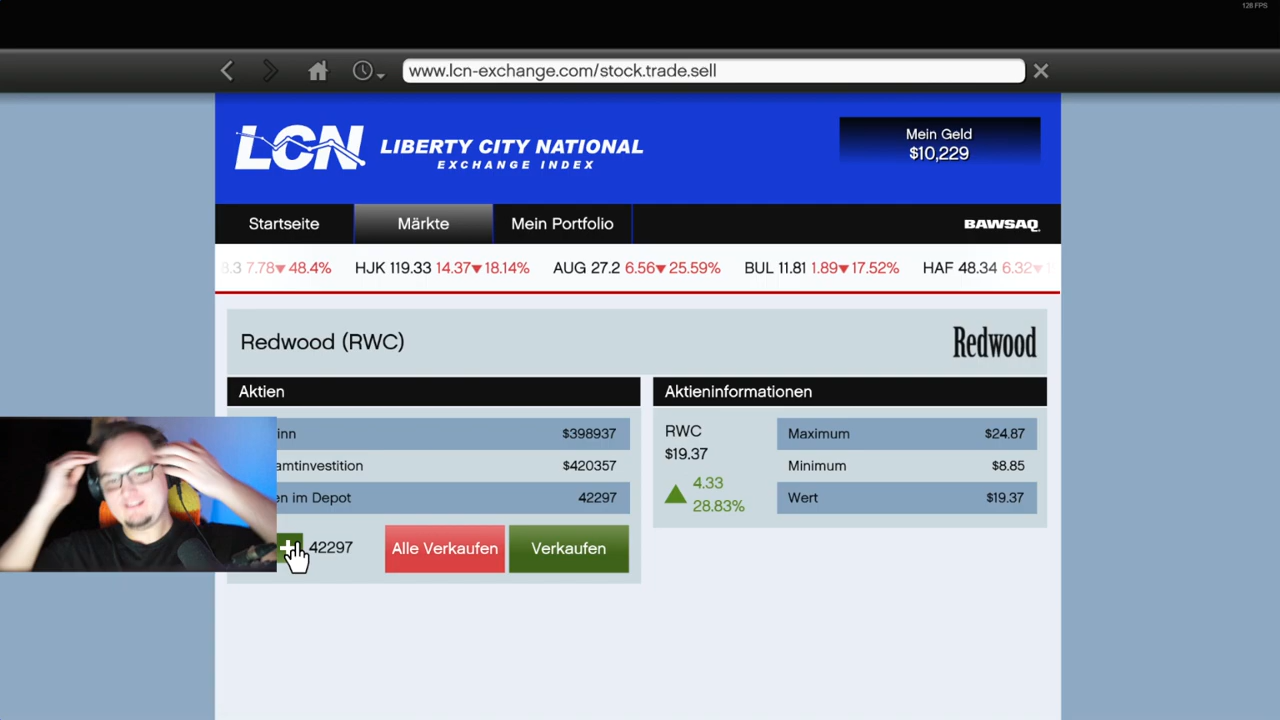 128 FPS
www.lcn-exchange.com/stock.trade.sell
LCN LIBERTY CITY NATIONAL
EXCHANGE INDEX
Mein Geld
$10,229
Startseite Märkte Mein Portfolio BAWSAQ
7.78▼48.4% HJK 119.33 14.37▼18.14% AUG 27.2 6.56▼25.59% BUL 11.81 1.89▼17.52% HAF 48.34 6.32▼
Redwood (RWC) Redwood
Aktien
inn $398937
amtinvestition $420357
en im Depot 42297
42297 Alle Verkaufen Verkaufen
Aktieninformationen
RWC
$19.37
4.33
28.83%
Maximum $24.87
Minimum $8.85
Wert $19.37